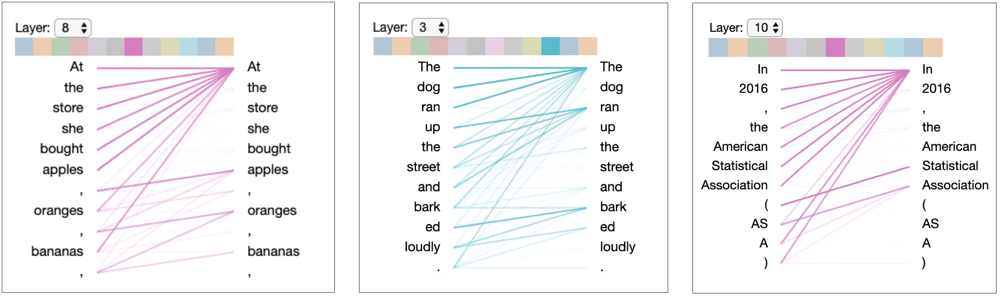 Layer: 8
At At
the the
store store
she she
bought bought
apples apples
, ,
oranges oranges
, ,
bananas bananas
, ,
Layer: 3
The The
dog dog
ran ran
up up
the the
street street
and and
bark bark
ed ed
loudly loudly
. .
Layer: 10
In In
2016 2016
, ,
the the
American American
Statistical Statistical
Association Association
( (
AS AS
A A
) )